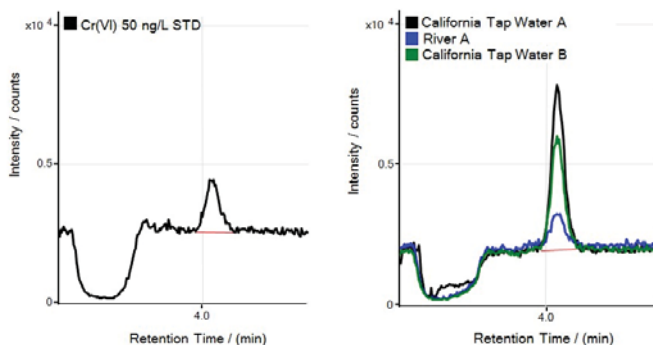 x10 4
Cr(VI) 50 ng/L STD
Intensity / counts
0.5
0
4.0
Retention Time / (min)
x10 4
California Tap Water A
River A
California Tap Water B
Intensity / counts
0.5
0
4.0
Retention Time / (min)